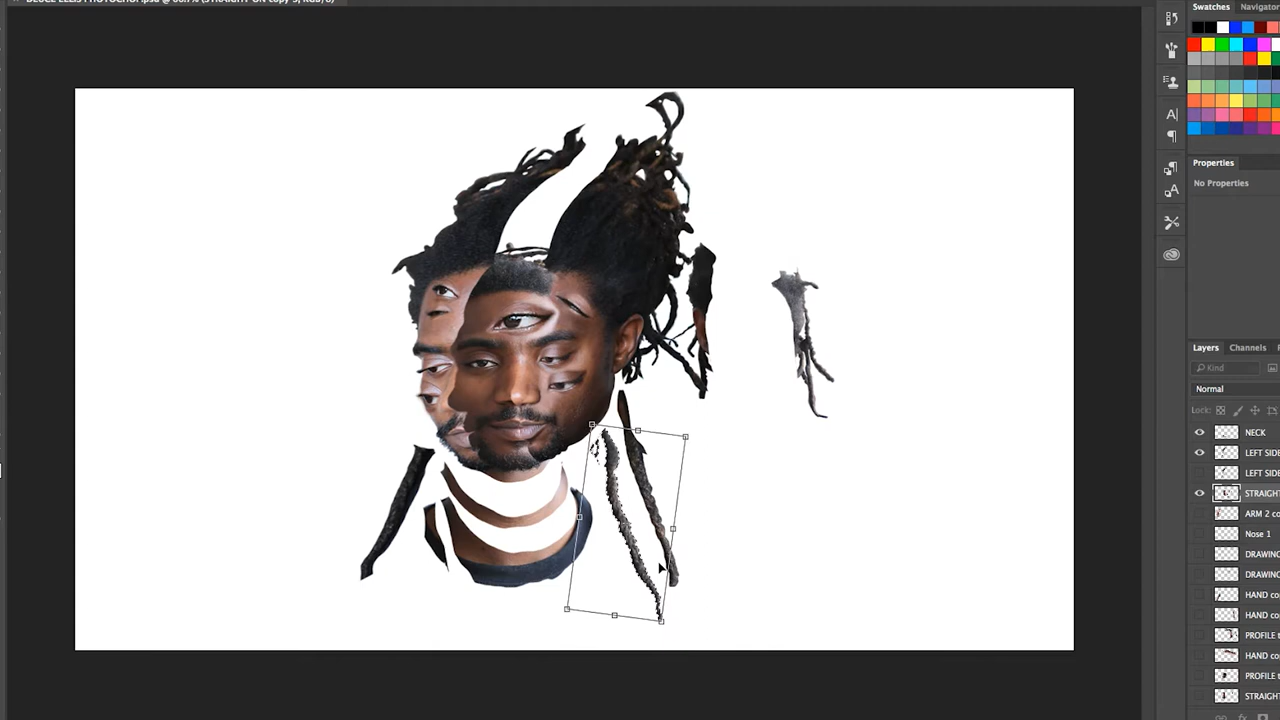 Swatches Navigator
Properties
No Properties
Layers Channels
Kind
Normal
Lock:
NECK
LEFT SIDE
LEFT SIDE
STRAIGHT
ARM 2 co
Nose 1
DRAWING
DRAWING
HAND co
HAND co
PROFILE t
HAND co
PROFILE t
STRAIGHT